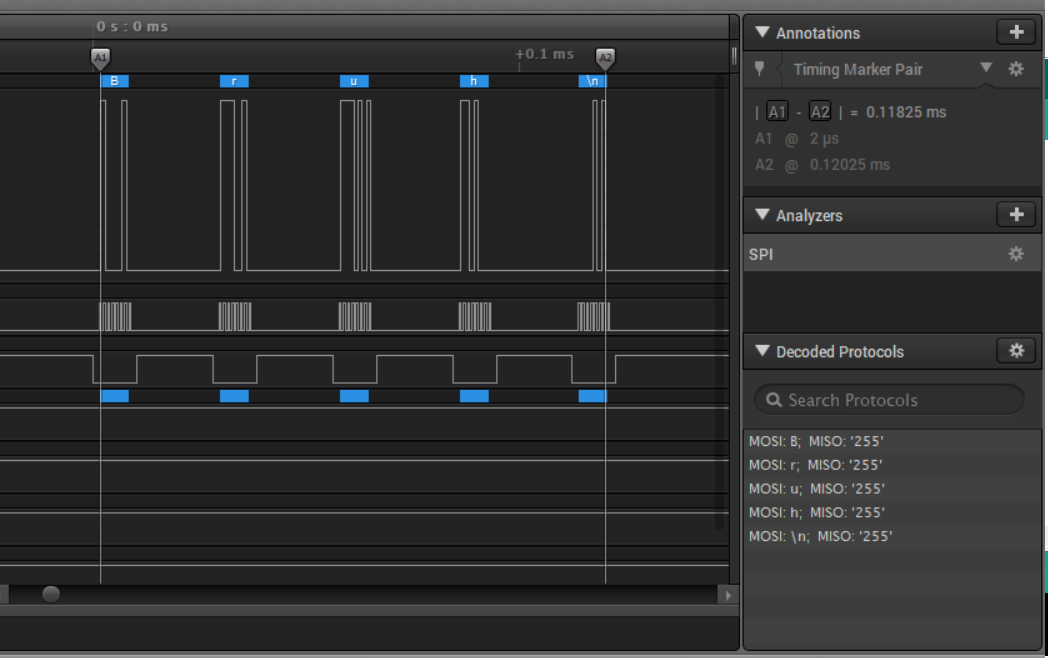 0 s : 0 ms
+0.1 ms
A1
A2
B r u h \n
Annotations
Timing Marker Pair
| A1 - A2 | = 0.11825 ms
A1 @ 2 µs
A2 @ 0.12025 ms
Analyzers
SPI
Decoded Protocols
Search Protocols
MOSI: B; MISO: '255'
MOSI: r; MISO: '255'
MOSI: u; MISO: '255'
MOSI: h; MISO: '255'
MOSI: \n; MISO: '255'